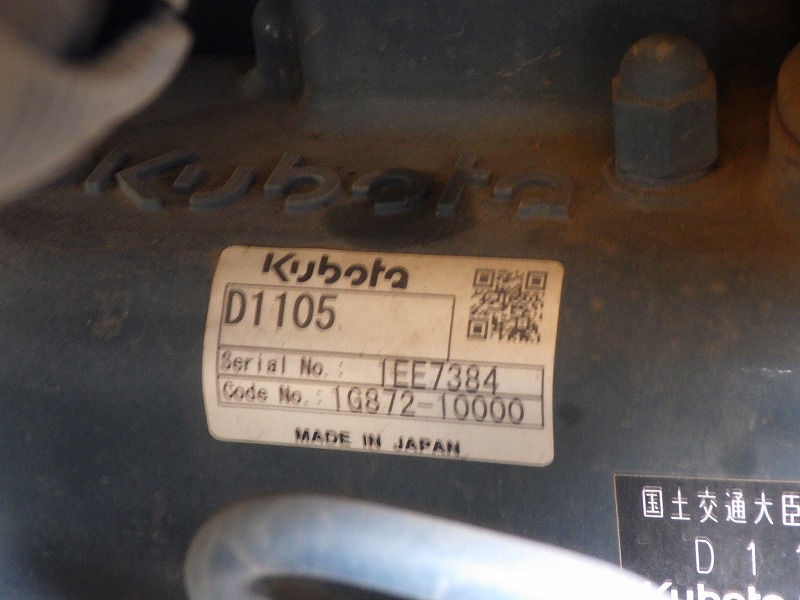 Kubota
Kubota
D1105
Serial No.: 1EE7384
Code No.: 1G872-10000
MADE IN JAPAN
国土交通大臣
D 1 1
Kubota